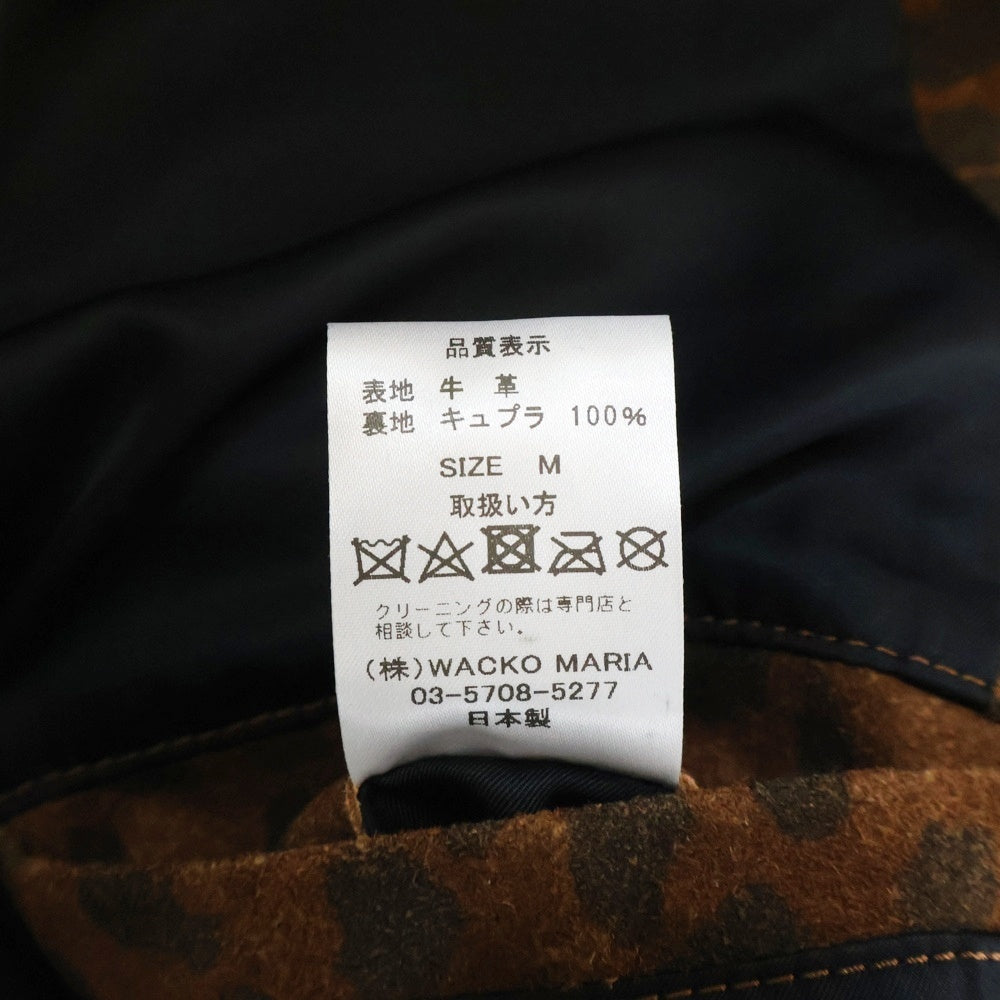 品質表示
表地 牛 革
裏地 キュプラ 100%
SIZE M
取扱い方
クリーニングの際は専門店と
相談して下さい。
（株）WACKO MARIA
03-5708-5277
日本製